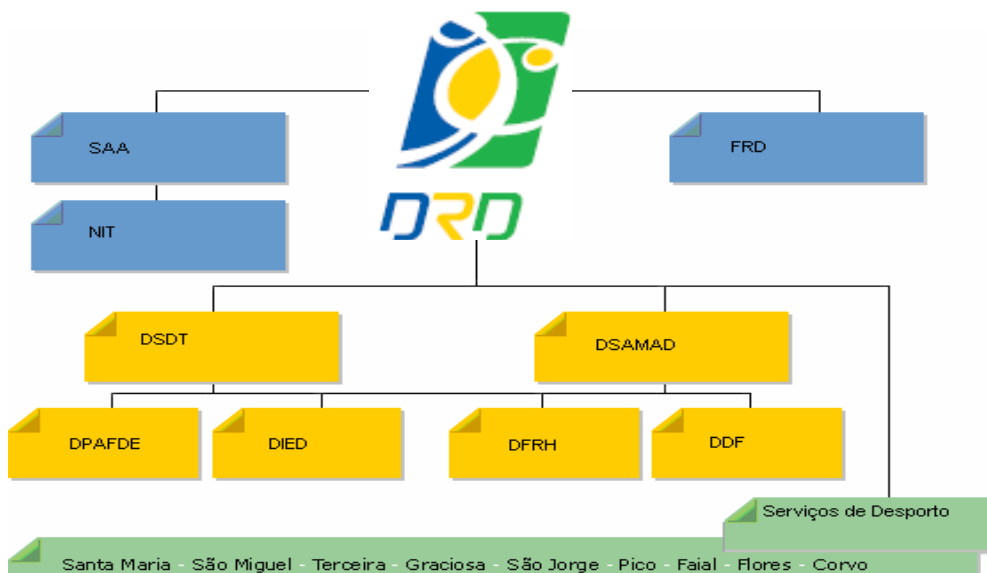 SAA
FRD
DRD
NIT
DSDT
DSAMAD
DPAFDE
DIED
DFRH
DDF
Serviços de Desporto
Santa Maria - São Miguel - Terceira - Graciosa - São Jorge - Pico - Faial - Flores - Corvo